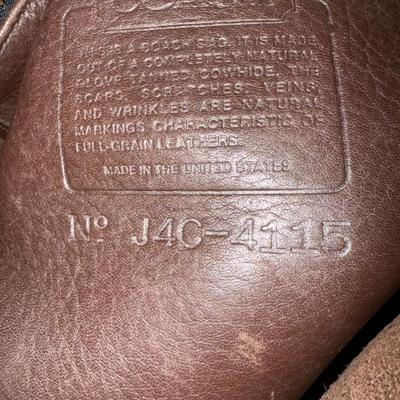 COACH
THIS IS A COACH BAG. IT IS MADE
OUT OF A COMPLETELY NATURAL
GLOVE TANNED COWHIDE. THE
SCARS, SCRATCHES, VEINS,
AND WRINKLES ARE NATURAL
MARKINGS CHARACTERISTIC OF
FULL-GRAIN LEATHERS.
MADE IN THE UNITED STATES
Nº J4C-4115